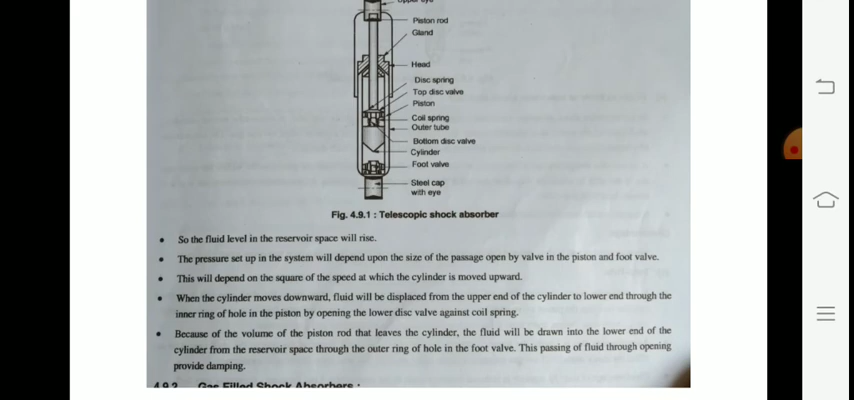 Piston rod
Gland
Head
Disc spring
Top disc valve
Piston
Coil spring
Outer tube
Bottom disc valve
Cylinder
Foot valve
Steel cap
with eye
Fig. 4.9.1 : Telescopic shock absorber
• So the fluid level in the reservoir space will rise.
• The pressure set up in the system will depend upon the size of the passage open by valve in the piston and foot valve.
• This will depend on the square of the speed at which the cylinder is moved upward.
• When the cylinder moves downward, fluid will be displaced from the upper end of the cylinder to lower end through the
inner ring of hole in the piston by opening the lower disc valve against coil spring.
• Because of the volume of the piston rod that leaves the cylinder, the fluid will be drawn into the lower end of the
cylinder from the reservoir space through the outer ring of hole in the foot valve. This passing of fluid through opening
provide damping.
4.9.2 Gas Filled Shock Absorbers :